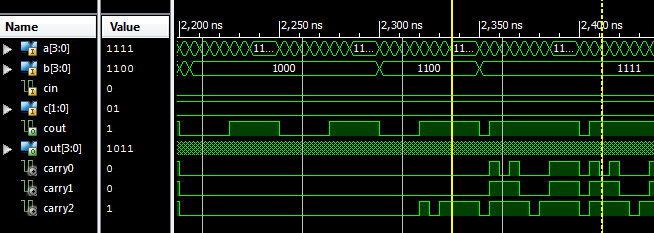 Name Value 2,200 ns 2,250 ns 2,300 ns 2,350 ns 2,400 ns
a[3:0] 1111 11... 11... 11... 11...
b[3:0] 1100 1000 1100 1111
cin 0
c[1:0] 01
cout 1
out[3:0] 1011
carry0 0
carry1 0
carry2 1